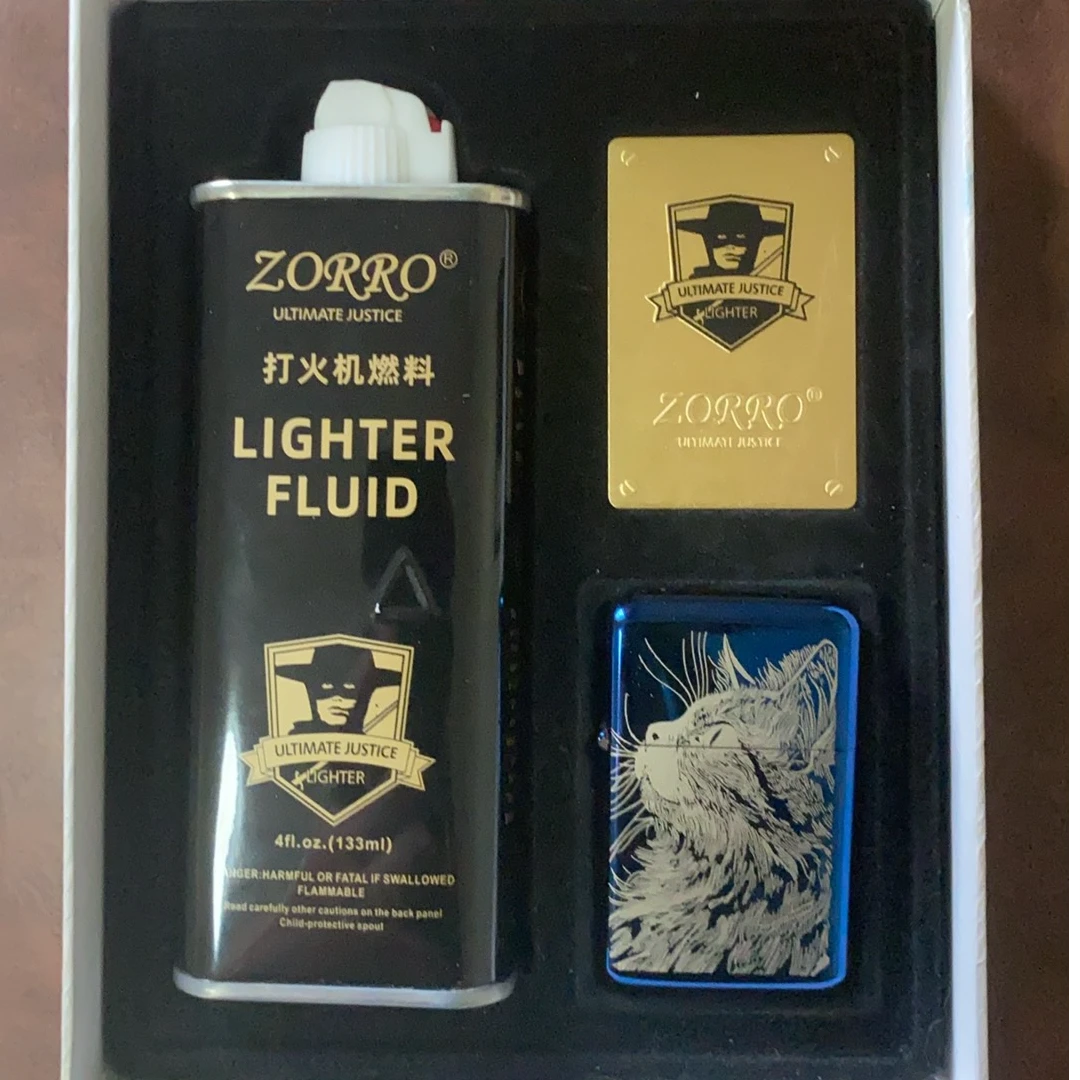 ZORRO®
ULTIMATE JUSTICE
打火机燃料
LIGHTER
FLUID
ULTIMATE JUSTICE
LIGHTER
4fl.oz.(133ml)
NGER:HARMFUL OR FATAL IF SWALLOWED
FLAMMABLE
Read carefully other cautions on the back panel
Child-protective spout
ULTIMATE JUSTICE
LIGHTER
ZORRO®
ULTIMATE JUSTICE